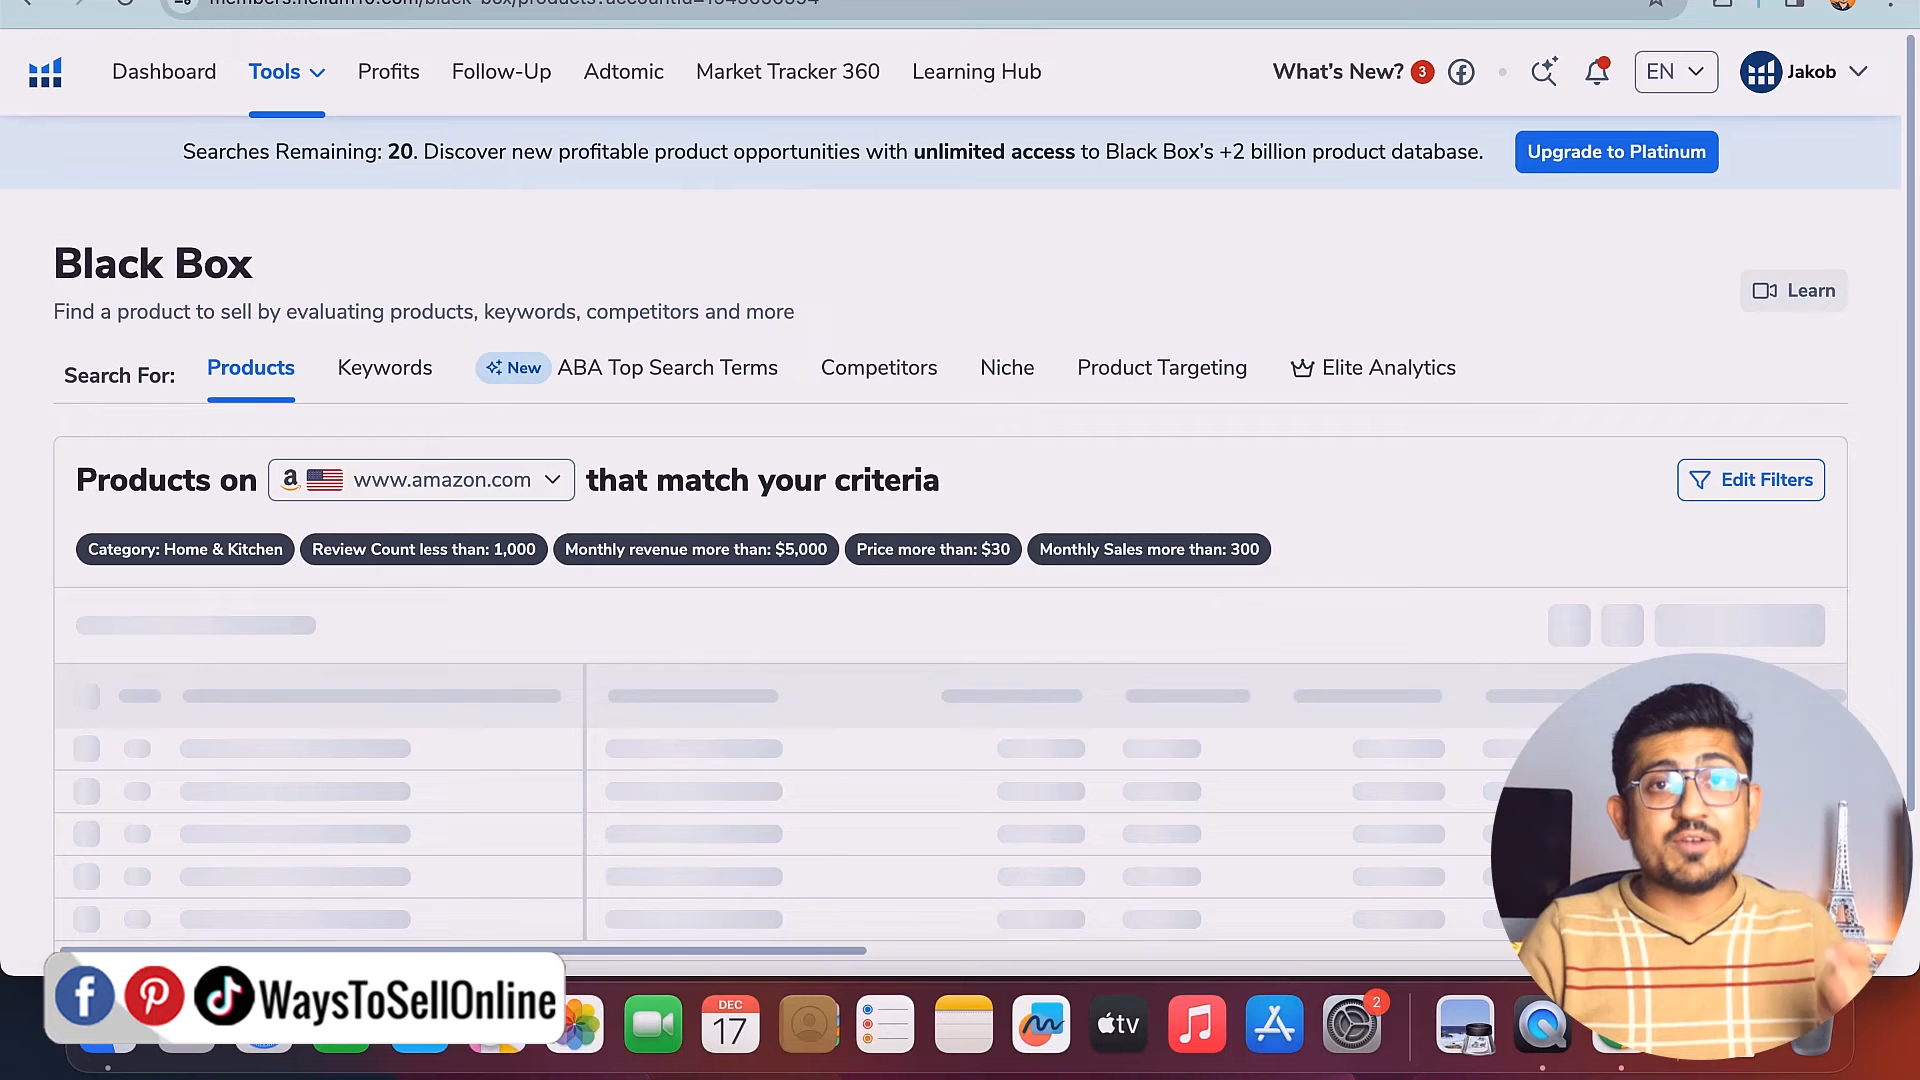 Dashboard Tools Profits Follow-Up Adtomic Market Tracker 360 Learning Hub What's New? 3 EN Jakob
Searches Remaining: 20. Discover new profitable product opportunities with unlimited access to Black Box's +2 billion product database. Upgrade to Platinum
Black Box
Find a product to sell by evaluating products, keywords, competitors and more
Learn
Search For: Products Keywords New ABA Top Search Terms Competitors Niche Product Targeting Elite Analytics
Products on a www.amazon.com that match your criteria Edit Filters
Category: Home & Kitchen Review Count less than: 1,000 Monthly revenue more than: $5,000 Price more than: $30 Monthly Sales more than: 300
WaysToSellOnline
DEC
17
tv
2